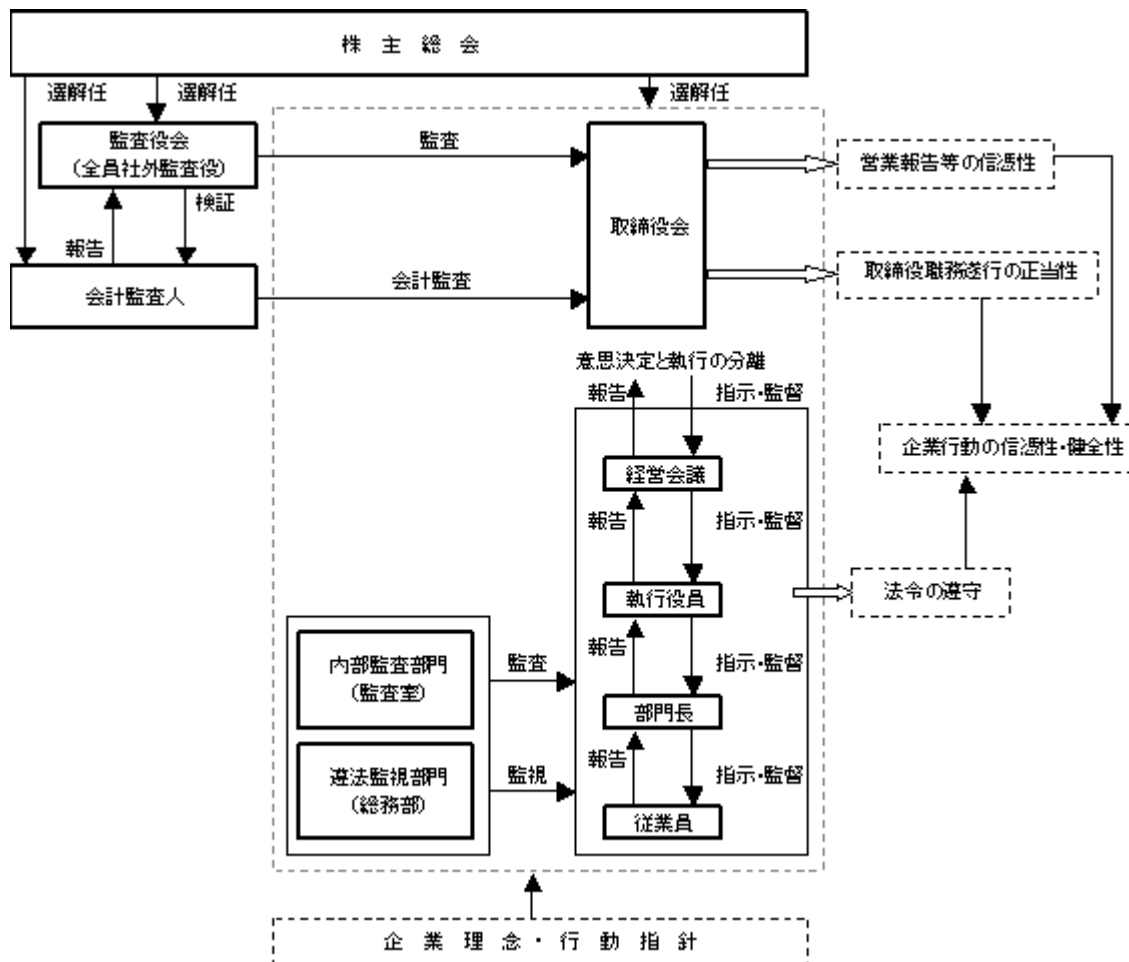 株主総会
選解任
選解任
選解任
監査役会
(全員社外監査役)
監査
取締役会
営業報告等の信憑性
検証
報告
取締役職務遂行の正当性
会計監査人
会計監査
意思決定と執行の分離
報告
指示・監督
企業行動の信憑性・健全性
経営会議
報告
指示・監督
執行役員
法令の遵守
報告
指示・監督
内部監査部門
(監査室)
監査
部門長
報告
指示・監督
遵法監視部門
(総務部)
監視
従業員
企業理念・行動指針